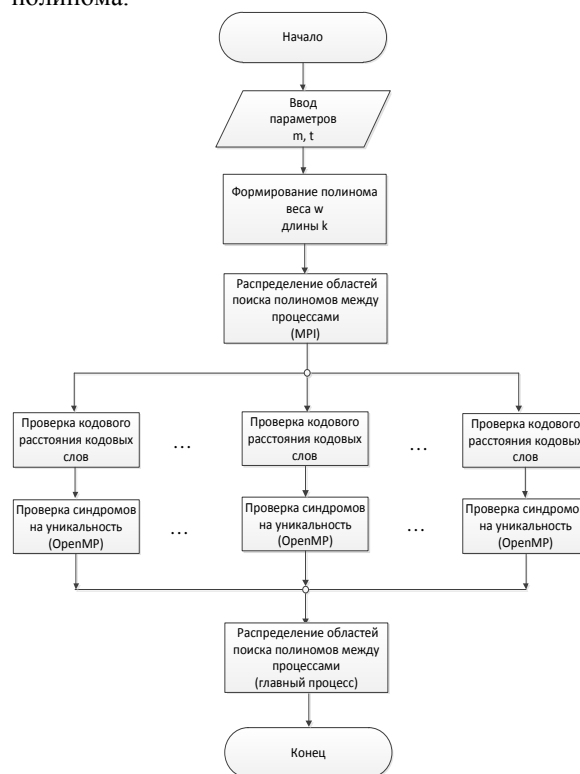 полинома.
Начало
Ввод
параметров
m, t
Формирование полинома
веса w
длины k
Распределение областей
поиска полиномов между
процессами
(MPI)
Проверка кодового
расстояния кодовых
слов
...
Проверка кодового
расстояния кодовых
слов
...
Проверка кодового
расстояния кодовых
слов
Проверка синдромов
на уникальность
(OpenMP)
...
Проверка синдромов
на уникальность
(OpenMP)
...
Проверка синдромов
на уникальность
(OpenMP)
Распределение областей
поиска полиномов между
процессами
(главный процесс)
Конец